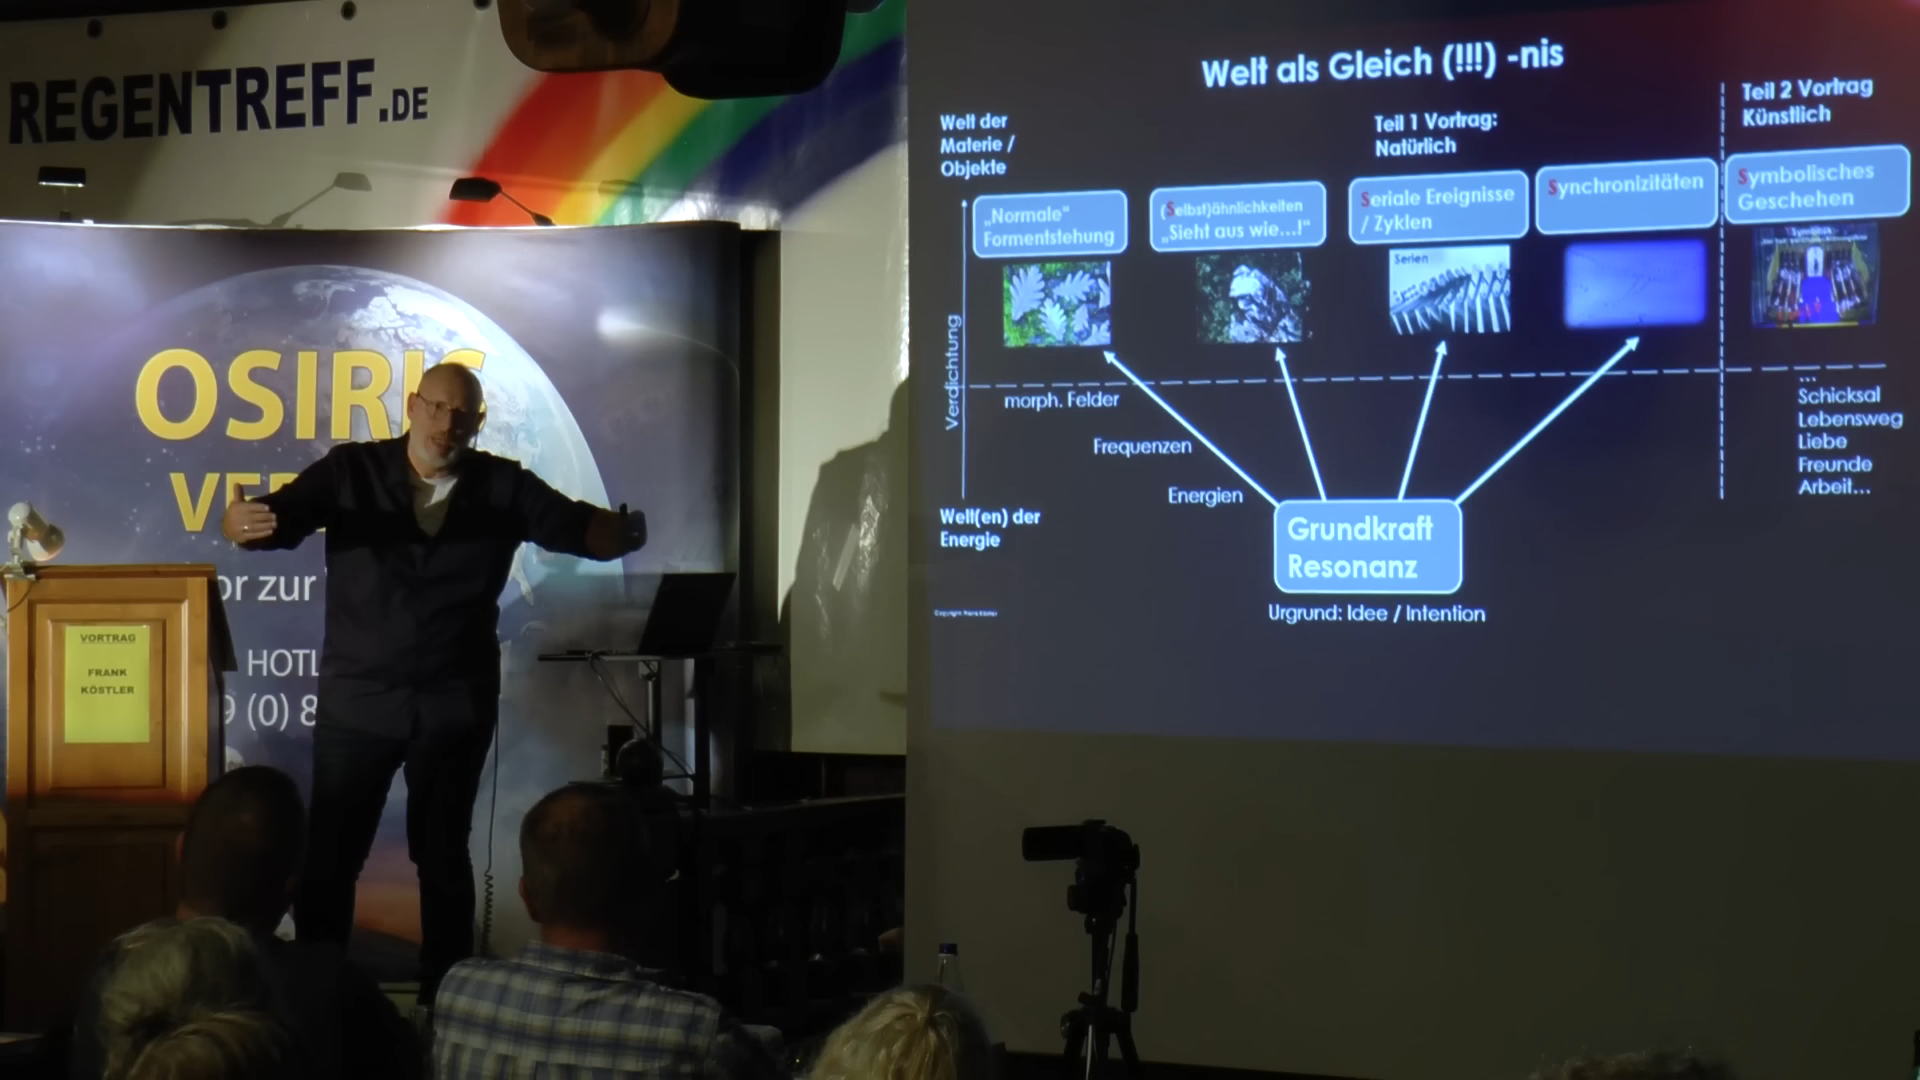 REGENTREFF.DE
OSIRIS
VER
or zur
HOTL
9 (0) 8
VORTRAG
FRANK
KÖSTLER
Welt als Gleich (!!!) -nis
Welt der
Materie /
Objekte
Teil 1 Vortrag:
Natürlich
Teil 2 Vortrag
Künstlich
„Normale“
Formentstehung
(Selbst)ähnlichkeiten
„Sieht aus wie...!“
Seriale Ereignisse
/ Zyklen
Synchronizitäten
Symbolisches
Geschehen
Serien
Verdichtung
morph. Felder
Frequenzen
Energien
...
Schicksal
Lebensweg
Liebe
Freunde
Arbeit...
Welt(en) der
Energie
Grundkraft
Resonanz
Urgrund: Idee / Intention